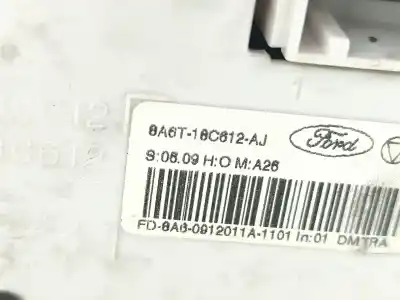 8A6T-18C612-AJ
Ford
S:06.09 H:O M:A26
FD-8A6-0912011A-1101 In:01 DMTRA